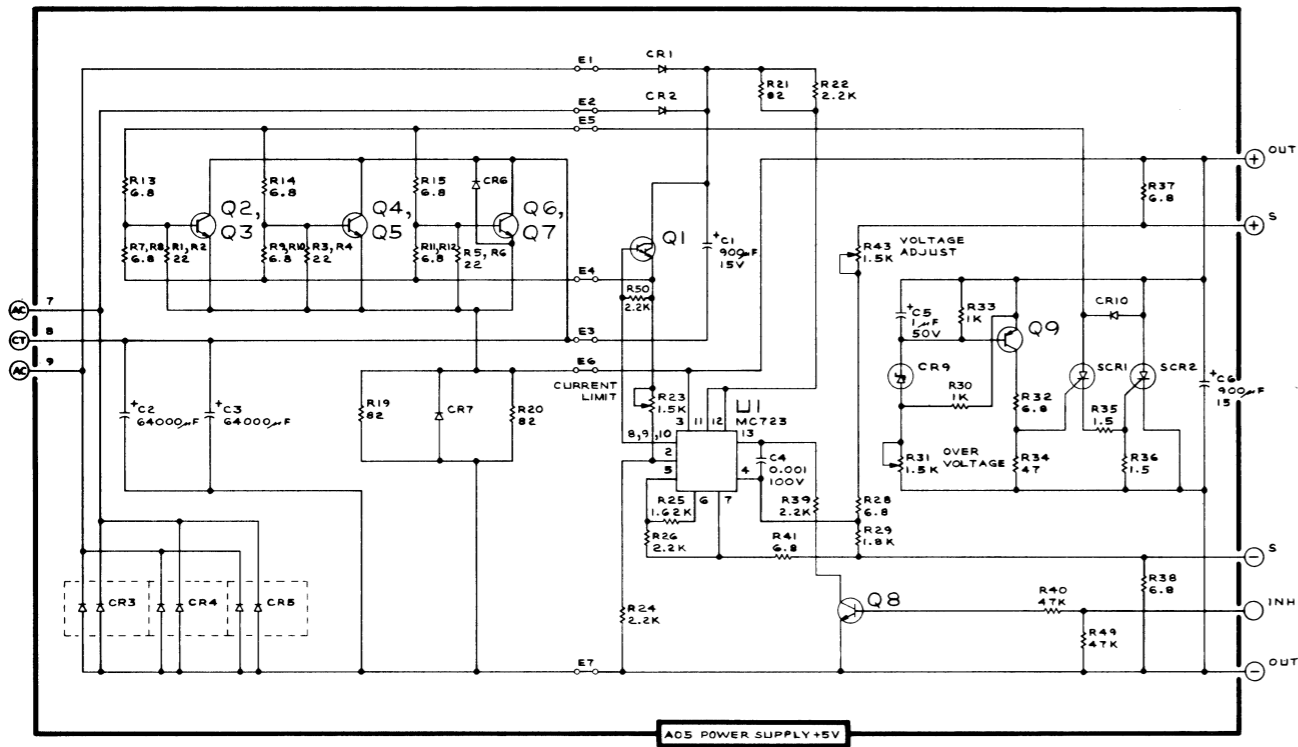 E1
CR1
R21
82
R22
2.2K
E2
CR2
E5
OUT
R13
6.8
R14
6.8
R15
6.8
CR6
R37
6.8
Q2,
Q3
Q4,
Q5
Q6,
Q7
S
R7,R8
6.8
R1, R2
22
R9,R10
6.8
R3, R4
22
R11,R12
6.8
R5, R6
22
Q1
+C1
900µF
15V
R43
1.5K
VOLTAGE
ADJUST
E4
R50
2.2K
+C5
1µF
50V
R33
1K
Q9
CR10
AC
7
CT
8
AC
9
E3
E6
CURRENT
LIMIT
R23
1.5K
U1
MC723
CR9
R30
1K
SCR1
SCR2
+C6
900µF
15
+C2
64000µF
+C3
64000µF
R19
82
CR7
R20
82
3
11
12
13
8,9,10
2
5
4
6
7
C4
0.001
100V
R32
6.8
R35
1.5
R31
1.5K
OVER
VOLTAGE
R34
47
R36
1.5
R25
1.62K
R26
2.2K
R39
2.2K
R28
6.8
R29
1.8K
R41
6.8
S
R38
6.8
CR3
CR4
CR5
R24
2.2K
Q8
R40
47K
INH
R49
47K
E7
OUT
A05 POWER SUPPLY +5V